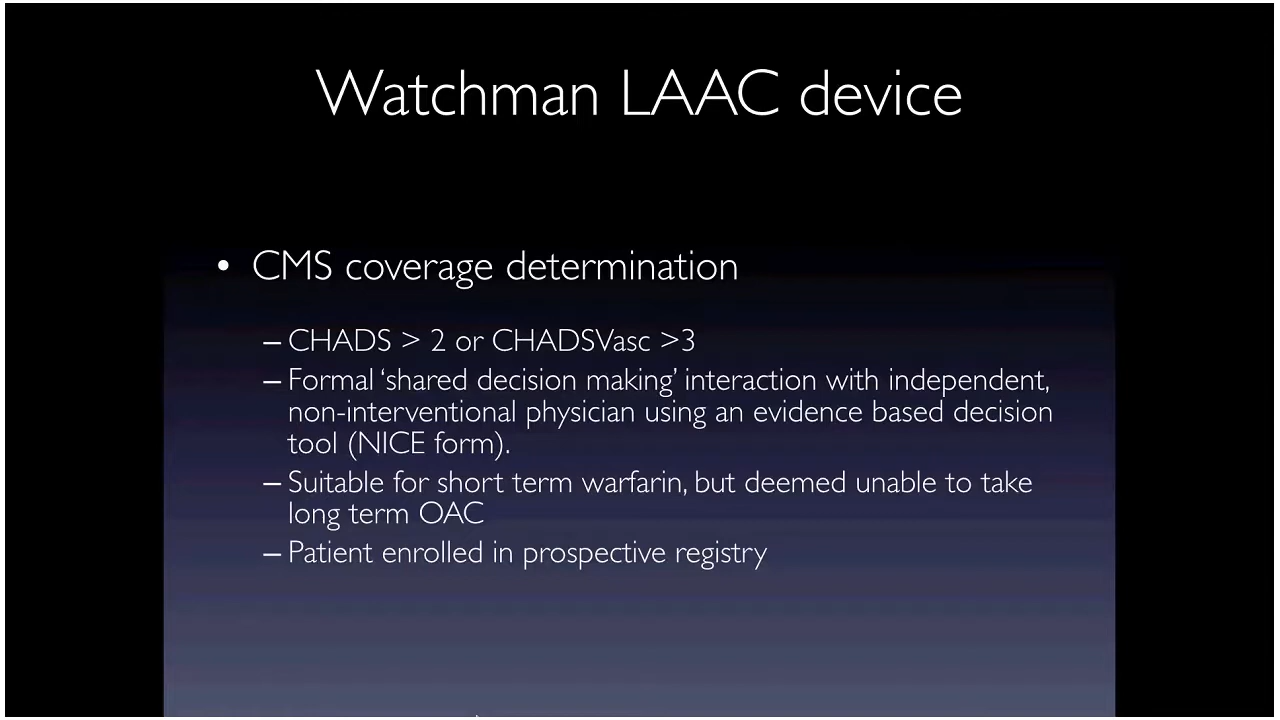 Watchman LAAC device
• CMS coverage determination
– CHADS > 2 or CHADSVasc >3
– Formal ‘shared decision making’ interaction with independent,
non-interventional physician using an evidence based decision
tool (NICE form).
– Suitable for short term warfarin, but deemed unable to take
long term OAC
– Patient enrolled in prospective registry